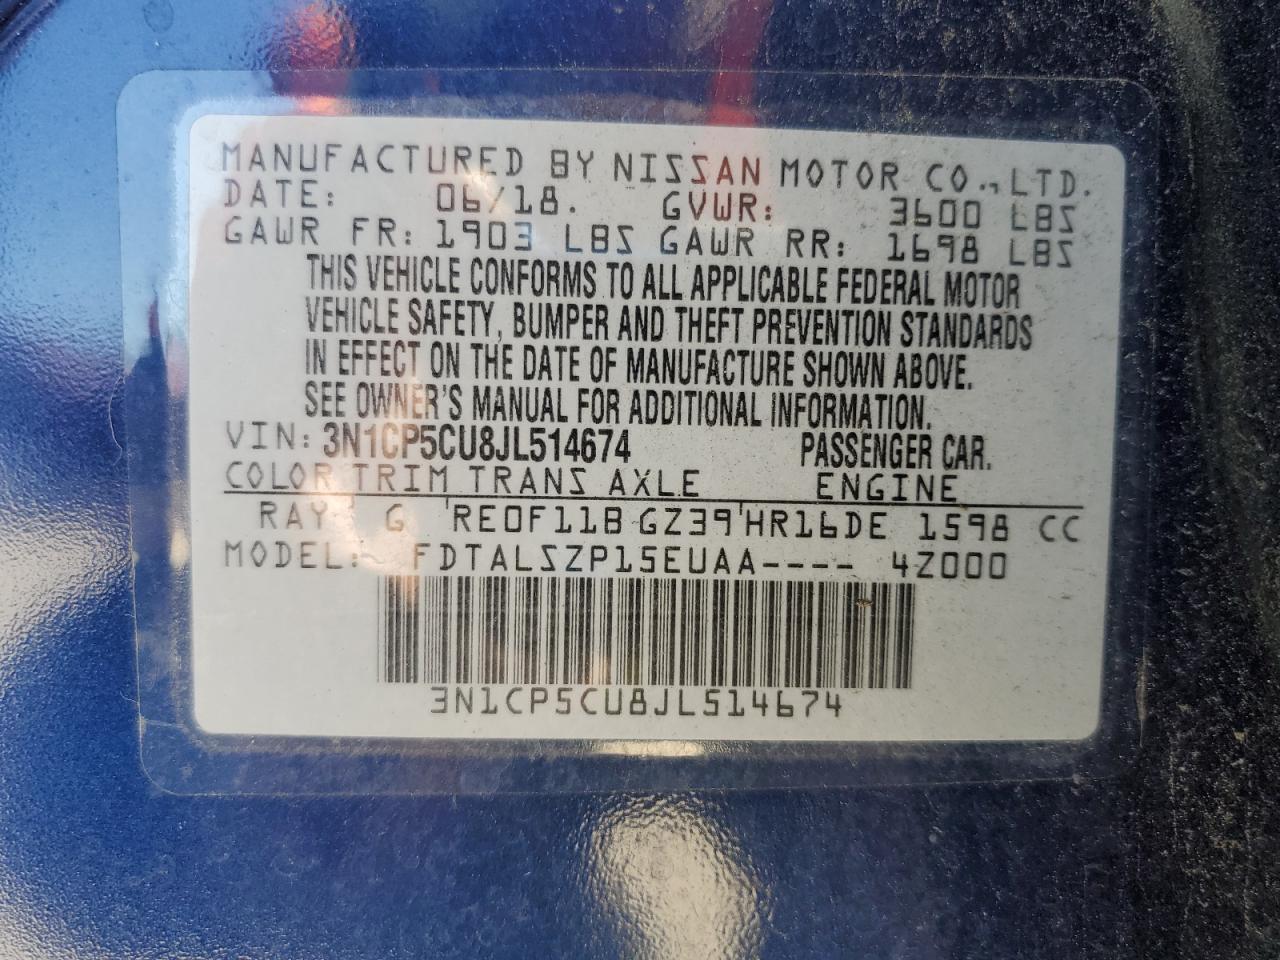 MANUFACTURED BY NISSAN MOTOR CO.,LTD.
DATE: 06/18. GVWR: 3600 LBS
GAWR FR: 1903 LBS GAWR RR: 1698 LBS
THIS VEHICLE CONFORMS TO ALL APPLICABLE FEDERAL MOTOR
VEHICLE SAFETY, BUMPER AND THEFT PREVENTION STANDARDS
IN EFFECT ON THE DATE OF MANUFACTURE SHOWN ABOVE.
SEE OWNER'S MANUAL FOR ADDITIONAL INFORMATION.
VIN: 3N1CP5CU8JL514674 PASSENGER CAR.
COLOR TRIM TRANS AXLE ENGINE
RAY G RE0F11B GZ39 HR16DE 1598 CC
MODEL: FDTALSZP15EUAA---- 4Z000
3N1CP5CU8JL514674